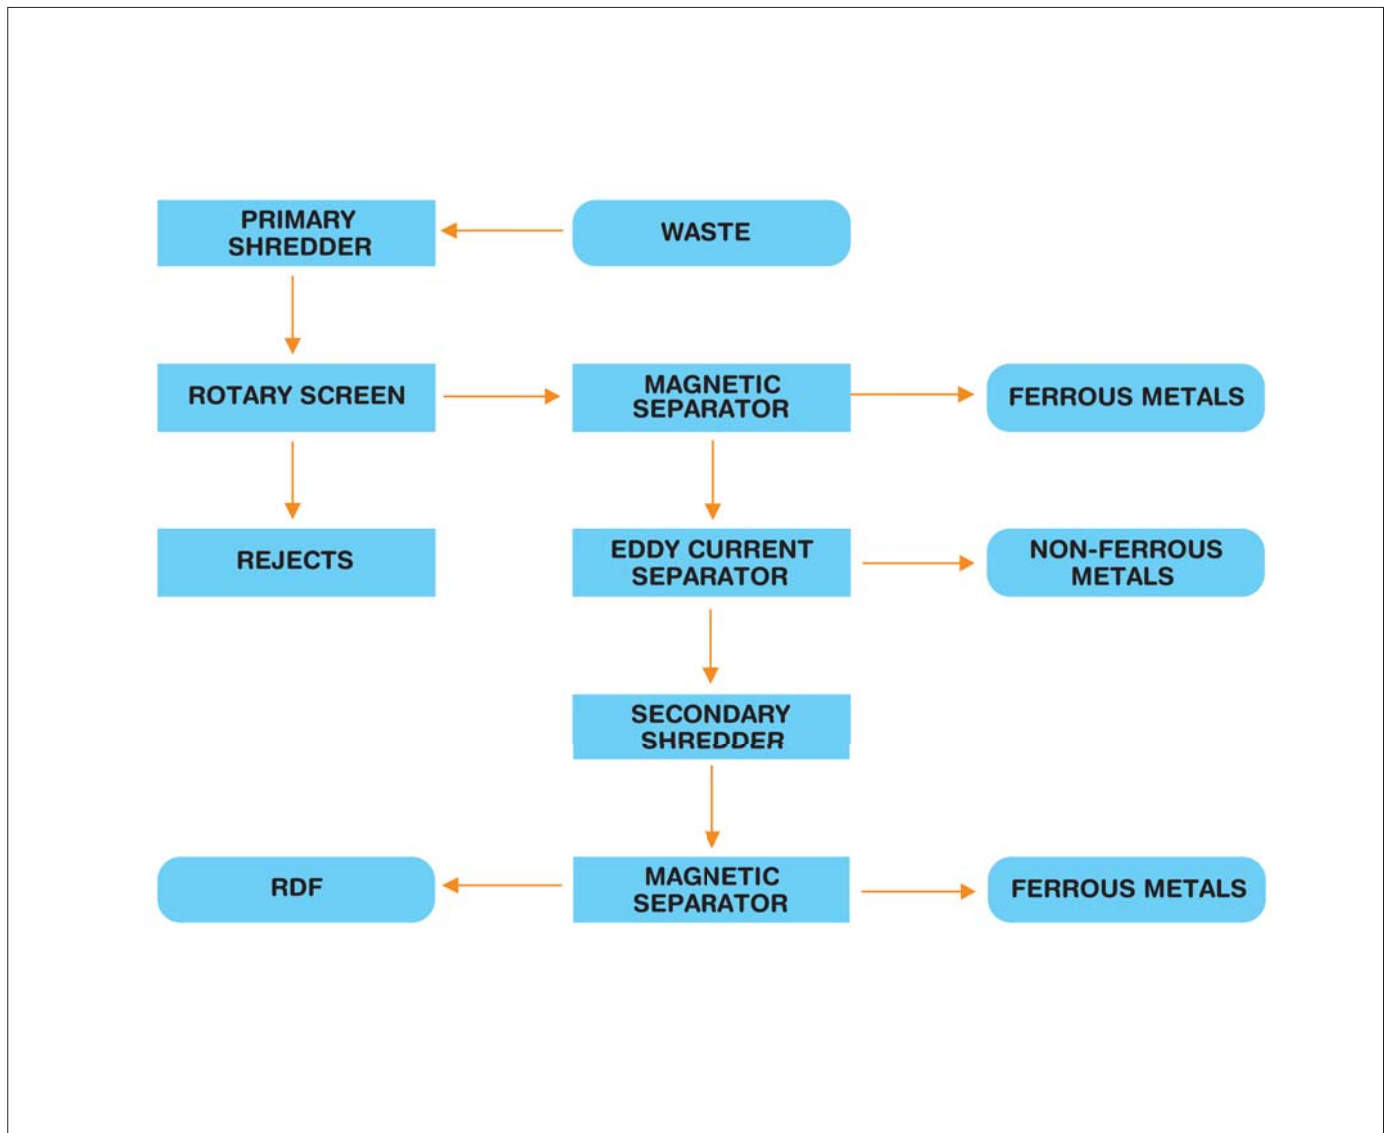 PRIMARY
SHREDDER
WASTE
ROTARY SCREEN
MAGNETIC
SEPARATOR
FERROUS METALS
REJECTS
EDDY CURRENT
SEPARATOR
NON-FERROUS
METALS
SECONDARY
SHREDDER
RDF
MAGNETIC
SEPARATOR
FERROUS METALS